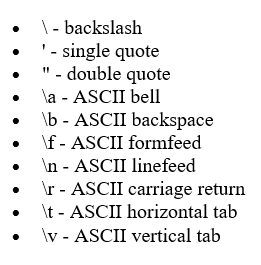 • \ - backslash
• ' - single quote
• " - double quote
• \a - ASCII bell
• \b - ASCII backspace
• \f - ASCII formfeed
• \n - ASCII linefeed
• \r - ASCII carriage return
• \t - ASCII horizontal tab
• \v - ASCII vertical tab